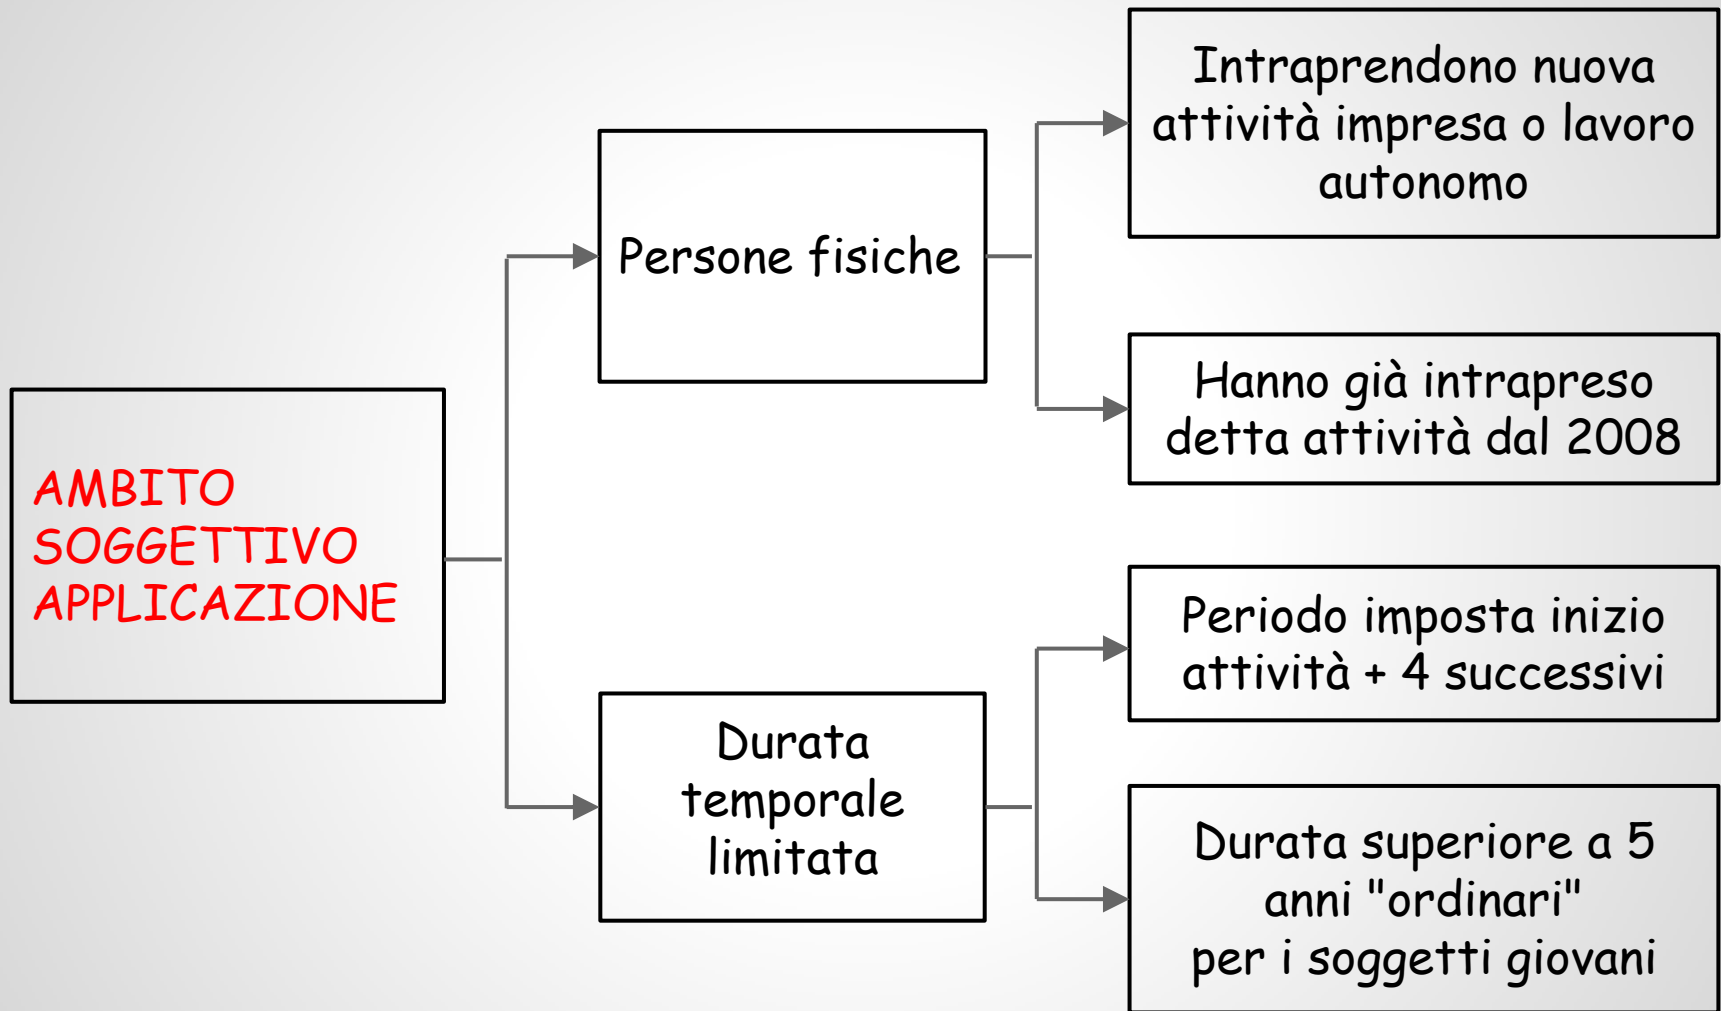 Intraprendono nuova
attività impresa o lavoro
autonomo
Persone fisiche
Hanno già intrapreso
detta attività dal 2008
AMBITO
SOGGETTIVO
APPLICAZIONE
Periodo imposta inizio
attività + 4 successivi
Durata
temporale
limitata
Durata superiore a 5
anni "ordinari"
per i soggetti giovani